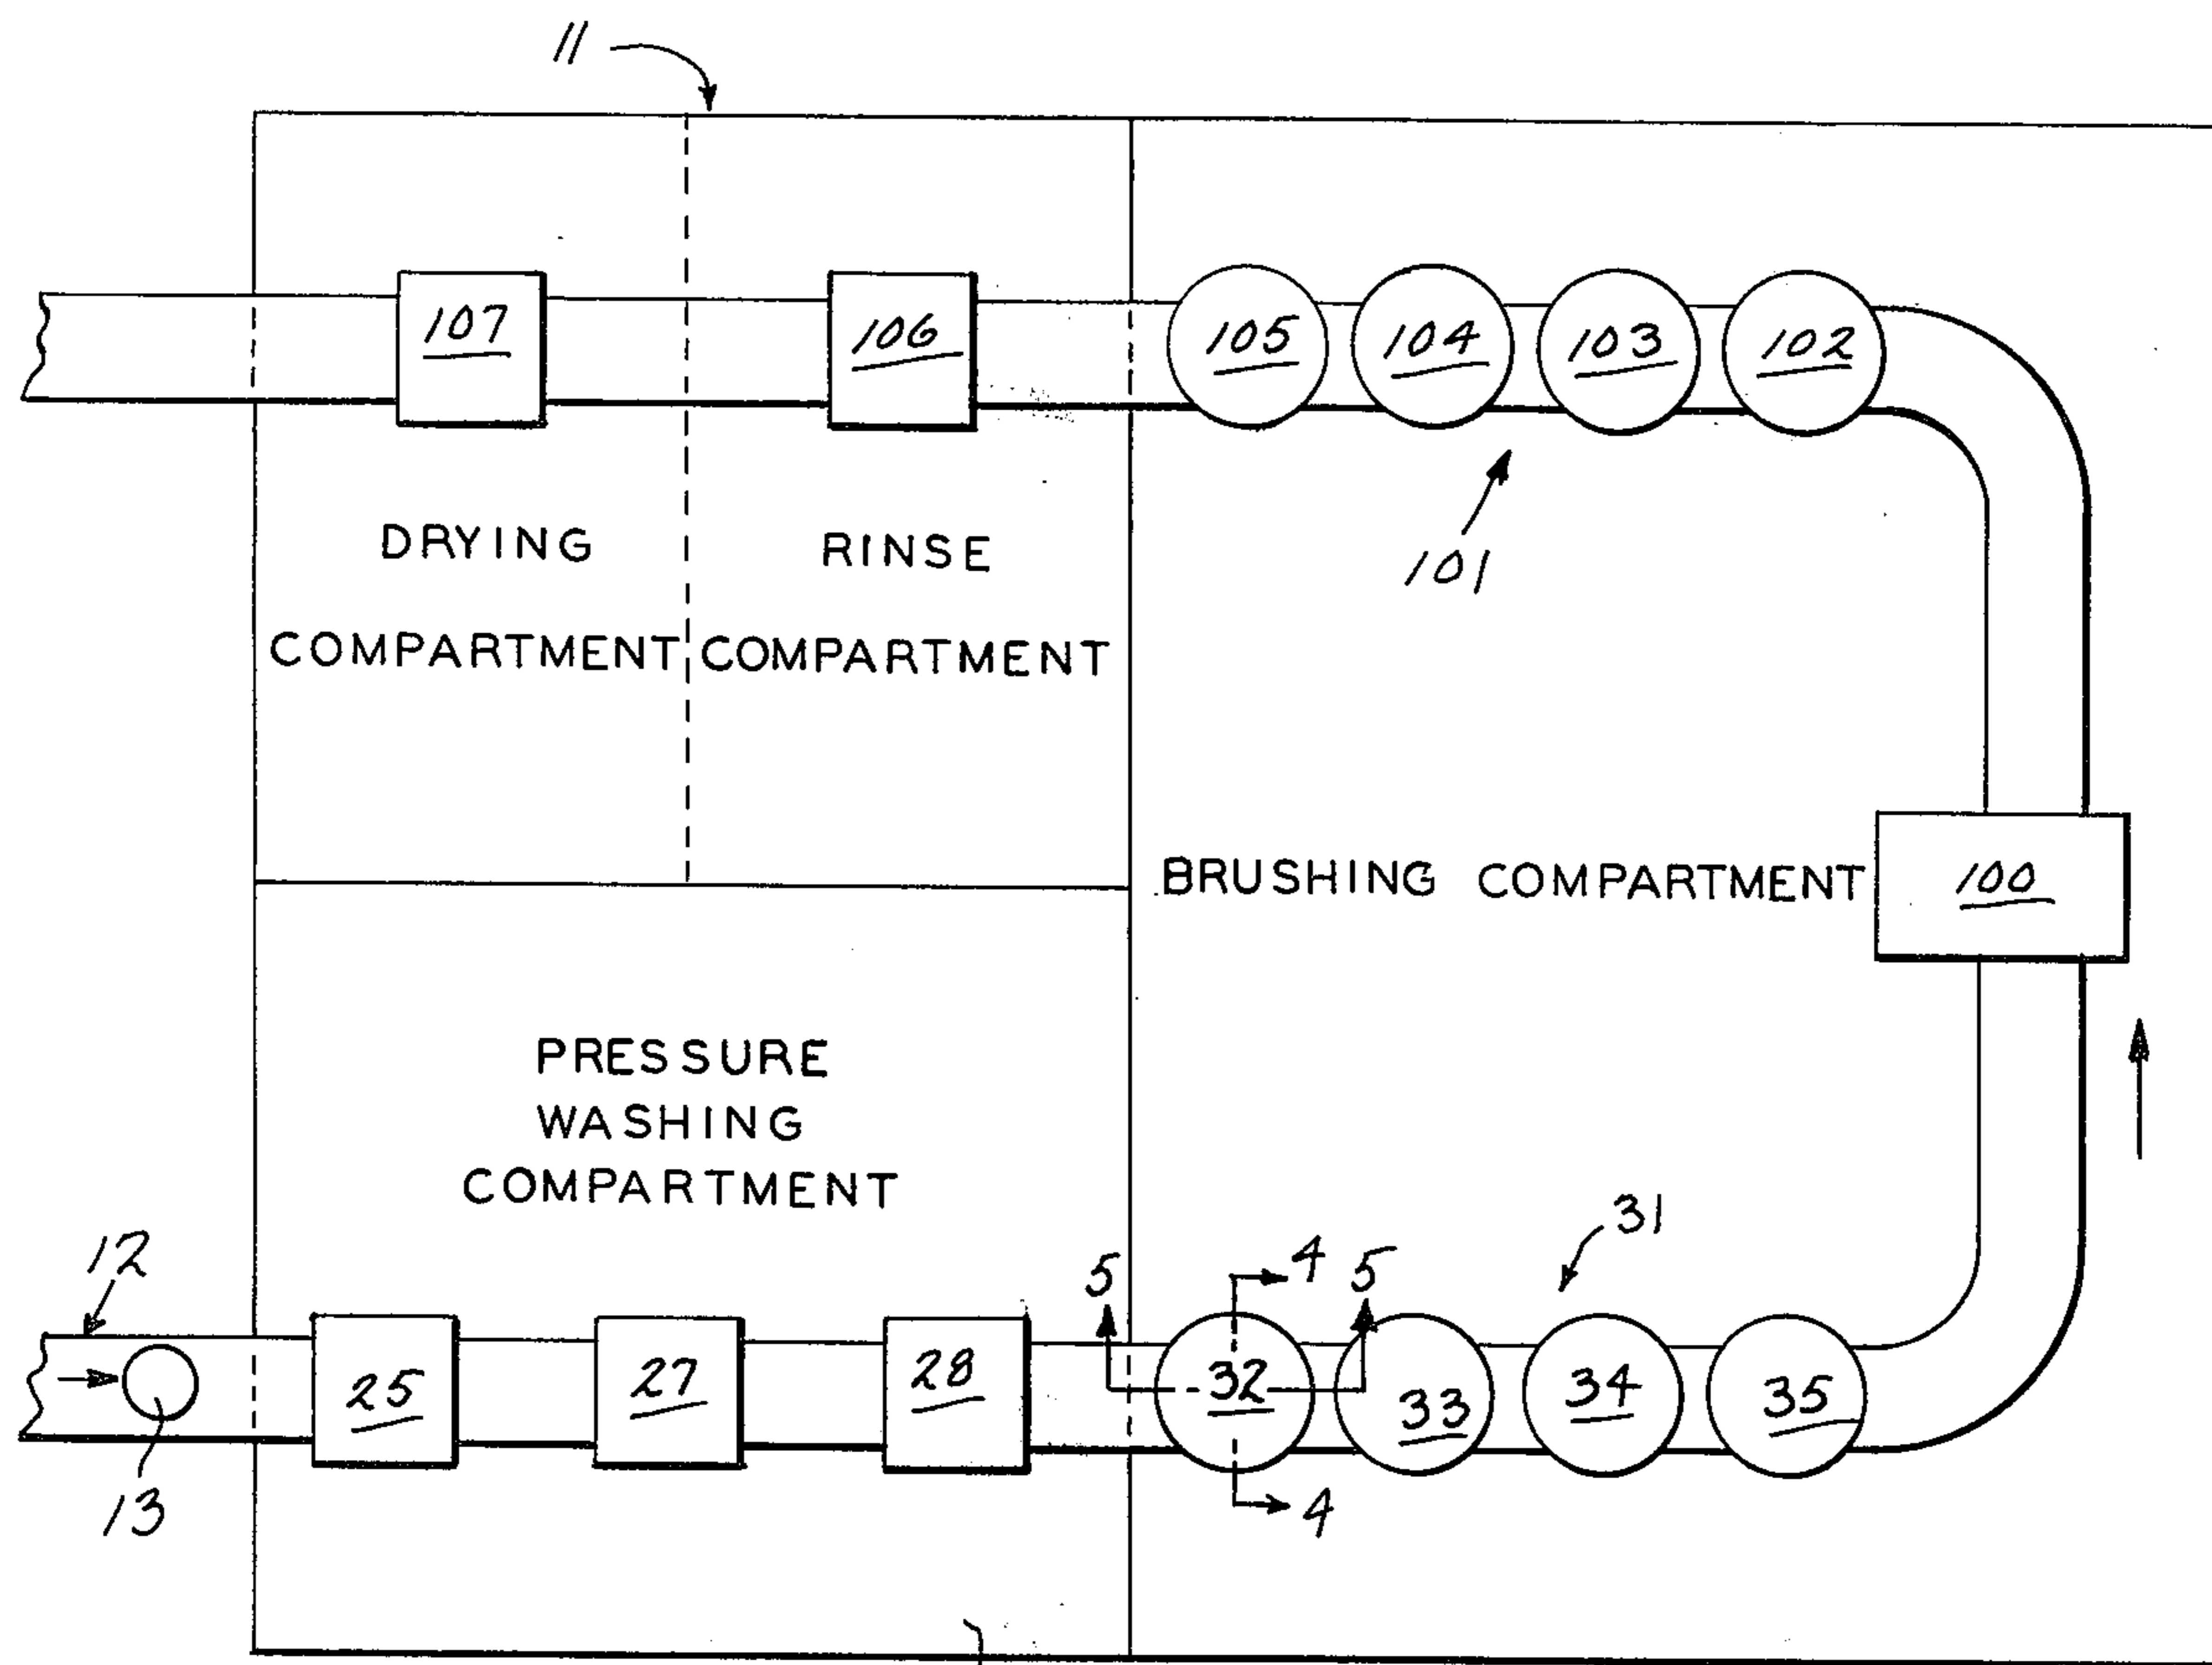 11
107
106
105
104
103
102
DRYING
COMPARTMENT
RINSE
COMPARTMENT
101
BRUSHING COMPARTMENT
100
PRESSURE
WASHING
COMPARTMENT
31
12
5
4
5
25
27
28
32
33
34
35
13
4